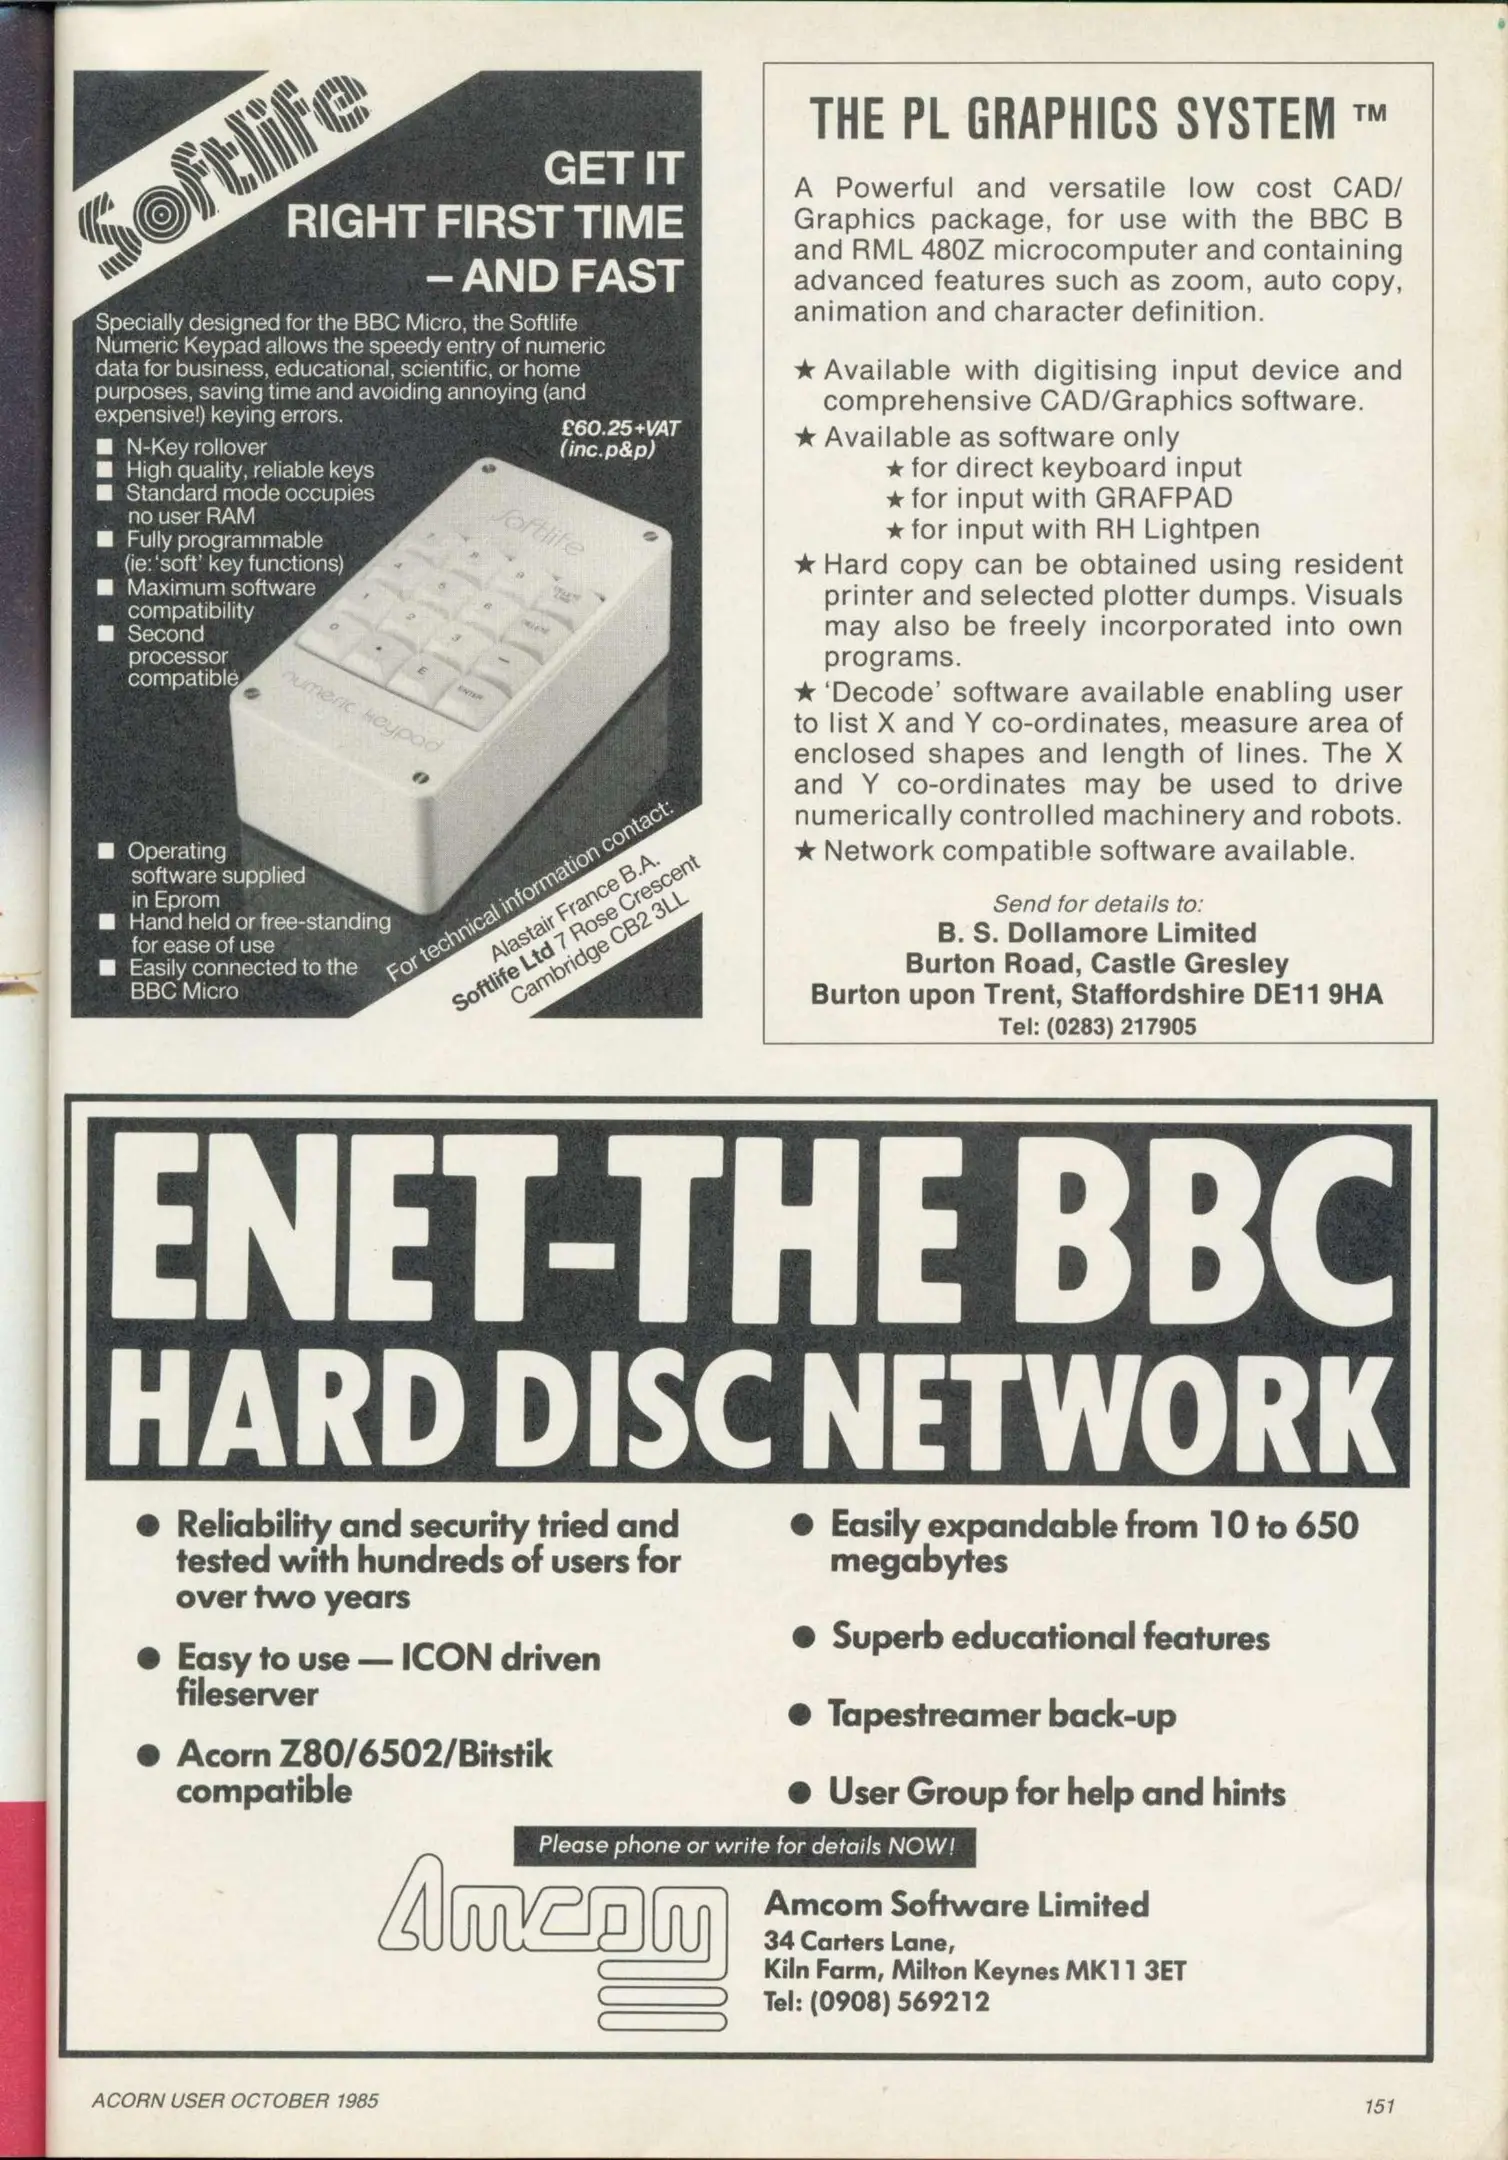 Softlife
GET IT
RIGHT FIRST TIME
– AND FAST
Specially designed for the BBC Micro, the Softlife
Numeric Keypad allows the speedy entry of numeric
data for business, educational, scientific, or home
purposes, saving time and avoiding annoying (and
expensive!) keying errors.
£60.25+VAT
(inc.p&p)
■ N-Key rollover
■ High quality, reliable keys
■ Standard mode occupies
no user RAM
■ Fully programmable
(ie: 'soft' key functions)
■ Maximum software
compatibility
■ Second
processor
compatible
softlife
7 8 9
4 5 6 DELETE
1 2 3 –
0 . E ENTER
numeric keypad
■ Operating
software supplied
in Eprom
■ Hand held or free-standing
for ease of use
■ Easily connected to the
BBC Micro
For technical information contact:
Alastair France B.A.
Softlife Ltd 7 Rose Crescent
Cambridge CB2 3LL
THE PL GRAPHICS SYSTEM ™
A Powerful and versatile low cost CAD/
Graphics package, for use with the BBC B
and RML 480Z microcomputer and containing
advanced features such as zoom, auto copy,
animation and character definition.
★ Available with digitising input device and
comprehensive CAD/Graphics software.
★ Available as software only
★ for direct keyboard input
★ for input with GRAFPAD
★ for input with RH Lightpen
★ Hard copy can be obtained using resident
printer and selected plotter dumps. Visuals
may also be freely incorporated into own
programs.
★ 'Decode' software available enabling user
to list X and Y co-ordinates, measure area of
enclosed shapes and length of lines. The X
and Y co-ordinates may be used to drive
numerically controlled machinery and robots.
★ Network compatible software available.
Send for details to:
B. S. Dollamore Limited
Burton Road, Castle Gresley
Burton upon Trent, Staffordshire DE11 9HA
Tel: (0283) 217905
ENET-THE BBC
HARD DISC NETWORK
● Reliability and security tried and
tested with hundreds of users for
over two years
● Easy to use — ICON driven
fileserver
● Acorn Z80/6502/Bitstik
compatible
● Easily expandable from 10 to 650
megabytes
● Superb educational features
● Tapestreamer back-up
● User Group for help and hints
Please phone or write for details NOW!
Amcom
Amcom Software Limited
34 Carters Lane,
Kiln Farm, Milton Keynes MK11 3ET
Tel: (0908) 569212
ACORN USER OCTOBER 1985
151